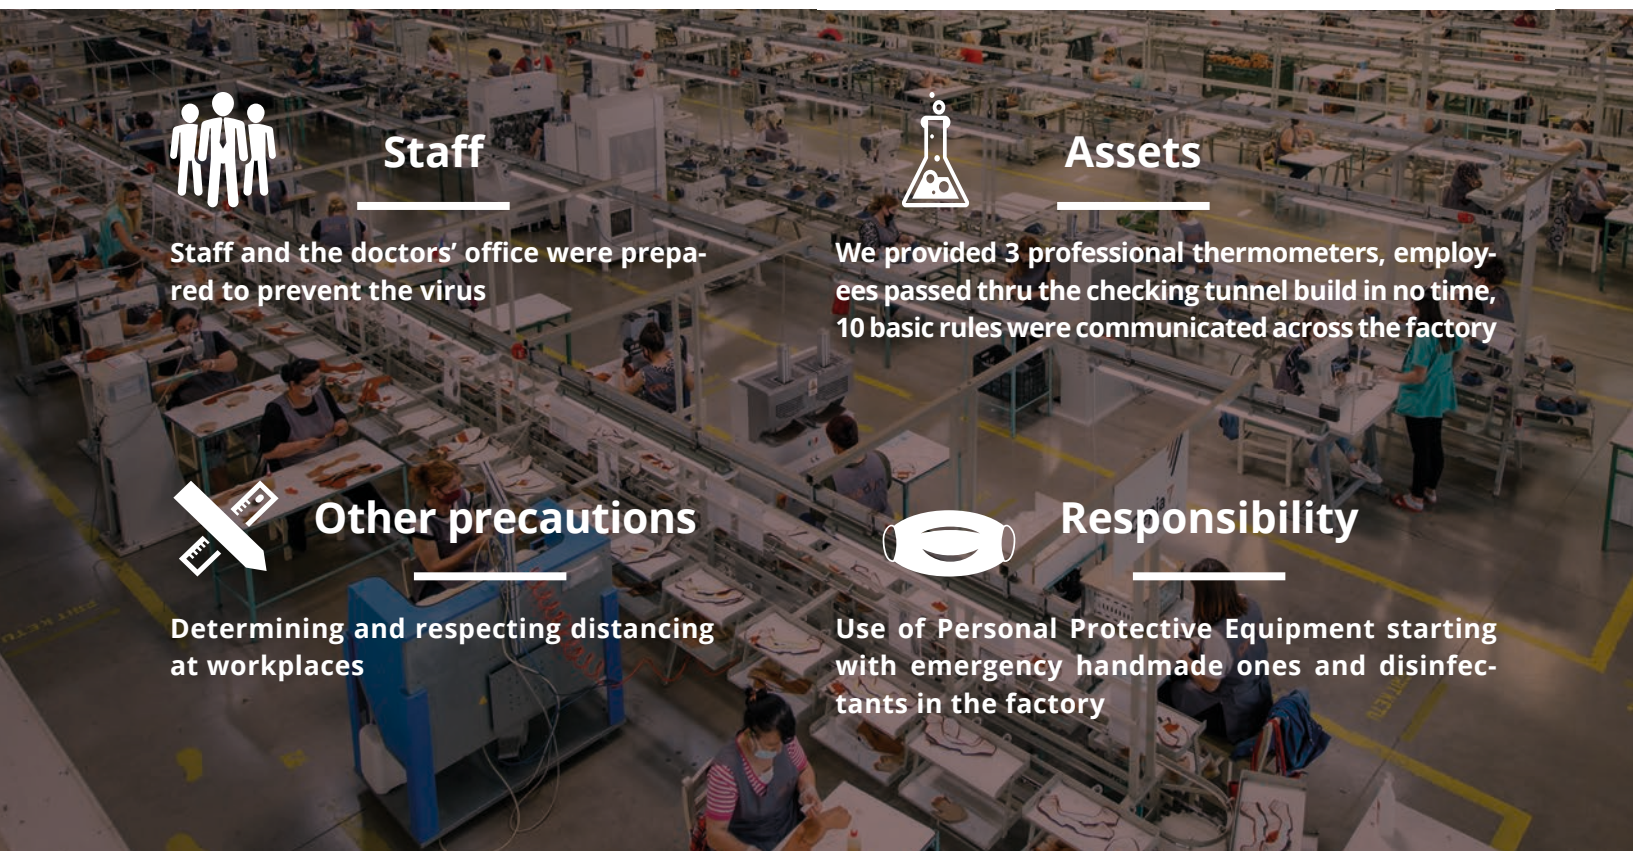 Staff
Staff and the doctors’ office were prepa-
red to prevent the virus
Assets
We provided 3 professional thermometers, employ-
ees passed thru the checking tunnel build in no time,
10 basic rules were communicated across the factory
Other precautions
Determining and respecting distancing
at workplaces
Responsibility
Use of Personal Protective Equipment starting
with emergency handmade ones and disinfec-
tants in the factory